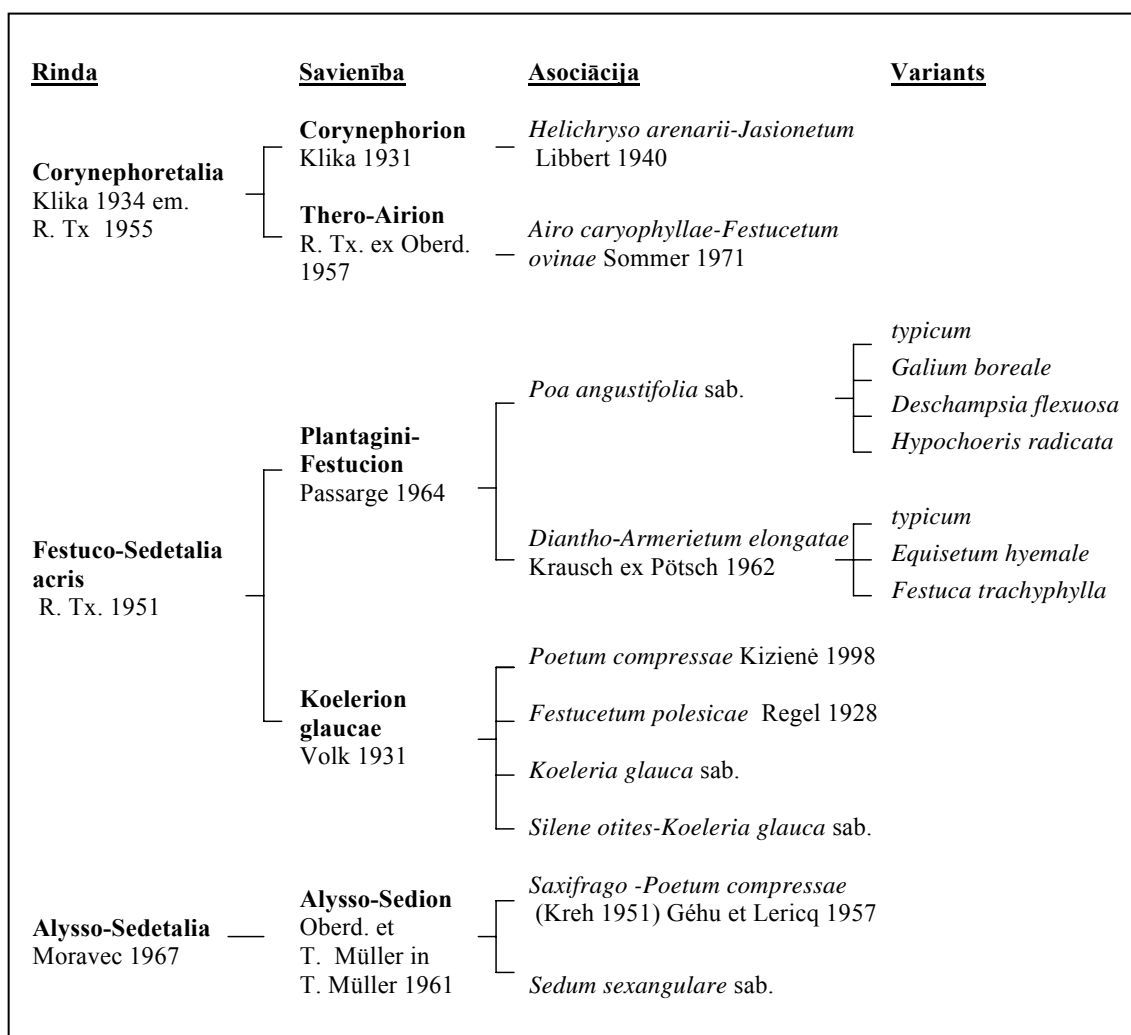 Rinda Savienība Asociācija Variants
Corynephoretalia
Klika 1934 em.
R. Tx 1955
Corynephorion
Klika 1931
Helichryso arenarii-Jasionetum
Libbert 1940
Thero-Airion
R. Tx. ex Oberd.
1957
Airo caryophyllae-Festucetum
ovinae Sommer 1971
Festuco-Sedetalia
acris
R. Tx. 1951
Plantagini-
Festucion
Passarge 1964
Poa angustifolia sab.
typicum
Galium boreale
Deschampsia flexuosa
Hypochoeris radicata
Diantho-Armerietum elongatae
Krausch ex Pötsch 1962
typicum
Equisetum hyemale
Festuca trachyphylla
Koelerion
glaucae
Volk 1931
Poetum compressae Kizienė 1998
Festucetum polesicae Regel 1928
Koeleria glauca sab.
Silene otites-Koeleria glauca sab.
Alysso-Sedetalia
Moravec 1967
Alysso-Sedion
Oberd. et
T. Müller in
T. Müller 1961
Saxifrago -Poetum compressae
(Kreh 1951) Géhu et Lericq 1957
Sedum sexangulare sab.